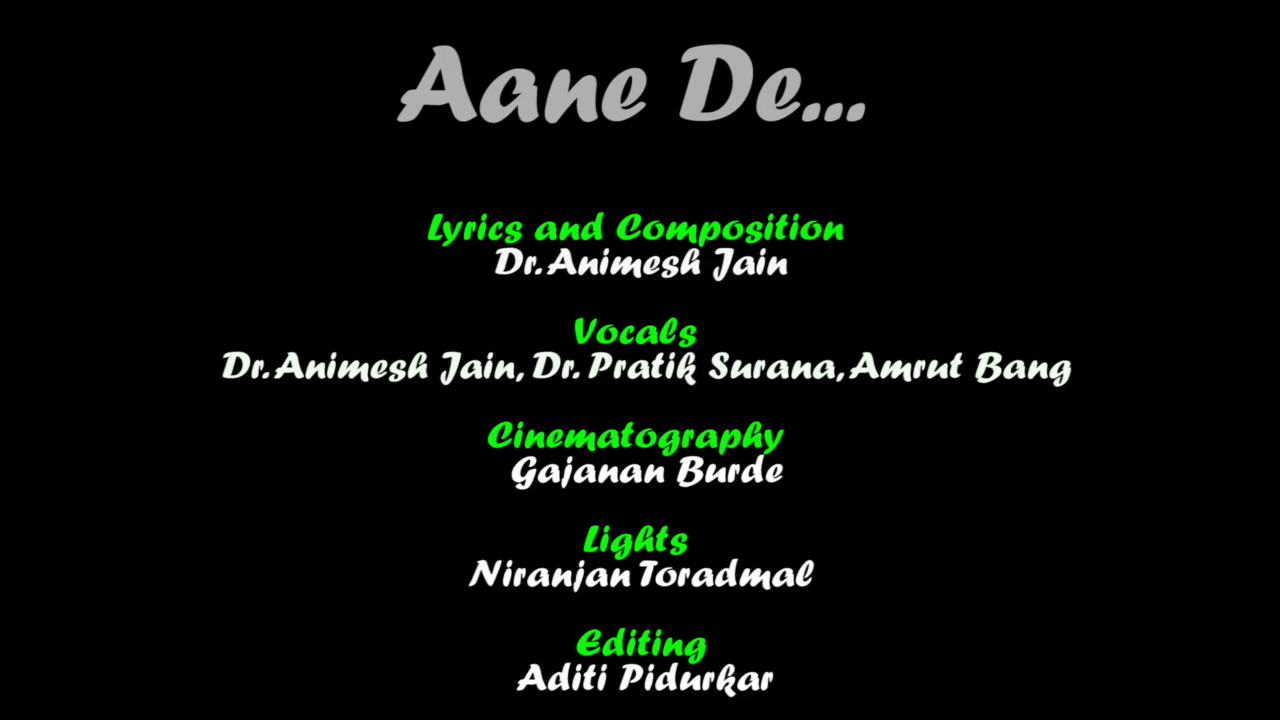 Aane De...
Lyrics and Composition
Dr. Animesh Jain
Vocals
Dr. Animesh Jain, Dr. Pratik Surana, Amrut Bang
Cinematography
Gajanan Burde
Lights
Niranjan Toradmal
Editing
Aditi Pidurkar